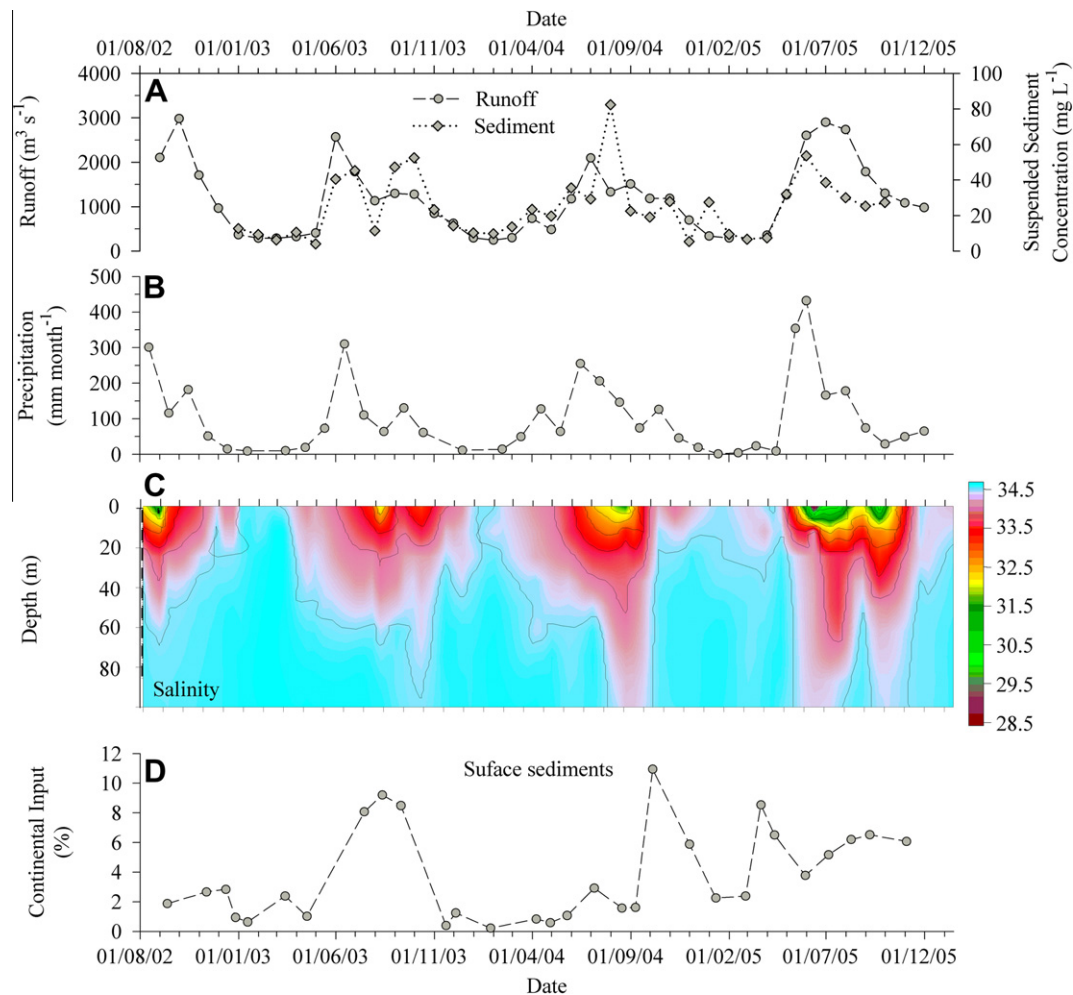 Date
01/08/02 01/01/03 01/06/03 01/11/03 01/04/04 01/09/04 01/02/05 01/07/05 01/12/05
A
Runoff
Sediment
Runoff (m³ s⁻¹)
4000
3000
2000
1000
0
100
80
60
40
20
0
Suspended Sediment
Concentration (mg L⁻¹)
B
Precipitation
(mm month⁻¹)
500
400
300
200
100
0
C
Depth (m)
0
20
40
60
80
Salinity
34.5
33.5
32.5
31.5
30.5
29.5
28.5
D
Suface sediments
Continental Input
(%)
12
10
8
6
4
2
0
01/08/02 01/01/03 01/06/03 01/11/03 01/04/04 01/09/04 01/02/05 01/07/05 01/12/05
Date